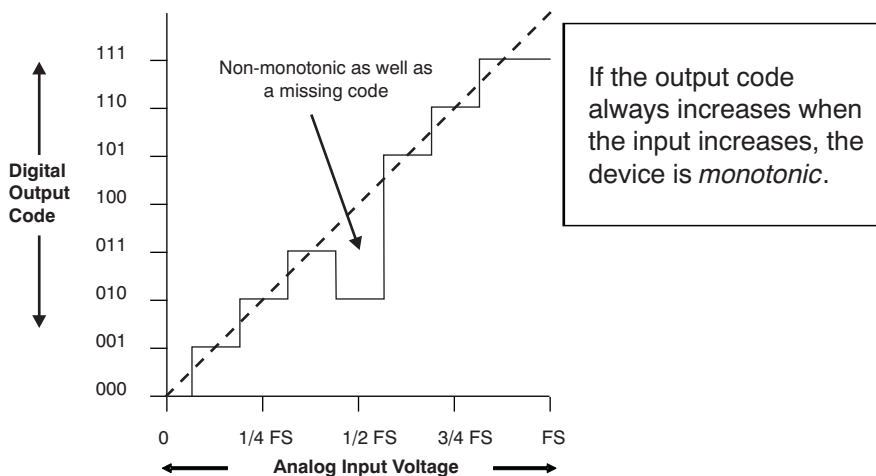 111
110
101
100
011
010
001
000
Digital
Output
Code
Non-monotonic as well as
a missing code
If the output code
always increases when
the input increases, the
device is monotonic.
0 1/4 FS 1/2 FS 3/4 FS FS
Analog Input Voltage